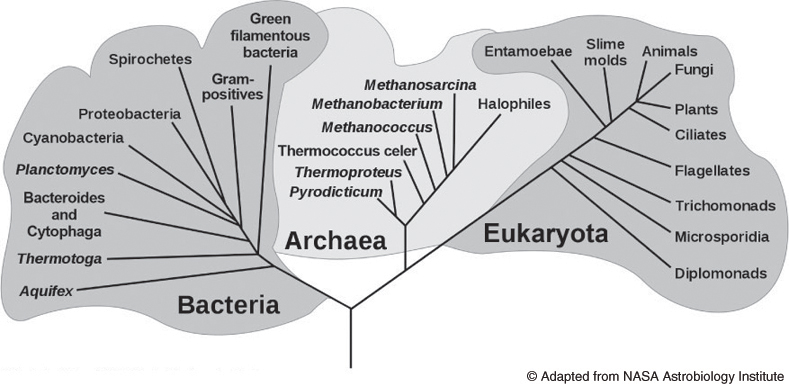 Green
filamentous
bacteria
Spirochetes
Gram-
positives
Proteobacteria
Cyanobacteria
Planctomyces
Bacteroides
and
Cytophaga
Thermotoga
Aquifex
Bacteria
Methanosarcina
Methanobacterium
Halophiles
Methanococcus
Thermococcus celer
Thermoproteus
Pyrodicticum
Archaea
Entamoebae
Slime
molds
Animals
Fungi
Plants
Ciliates
Flagellates
Trichomonads
Microsporidia
Diplomonads
Eukaryota
© Adapted from NASA Astrobiology Institute